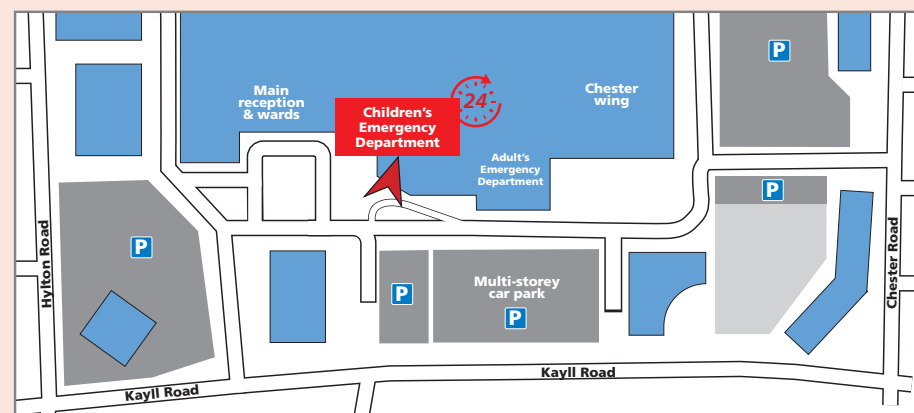 P
Main
reception
& wards
Children's
Emergency
Department
24
Chester
wing
Adult's
Emergency
Department
P
Hylton Road
P
P
Multi-storey
car park
P
Chester Road
Kayll Road
Kayll Road